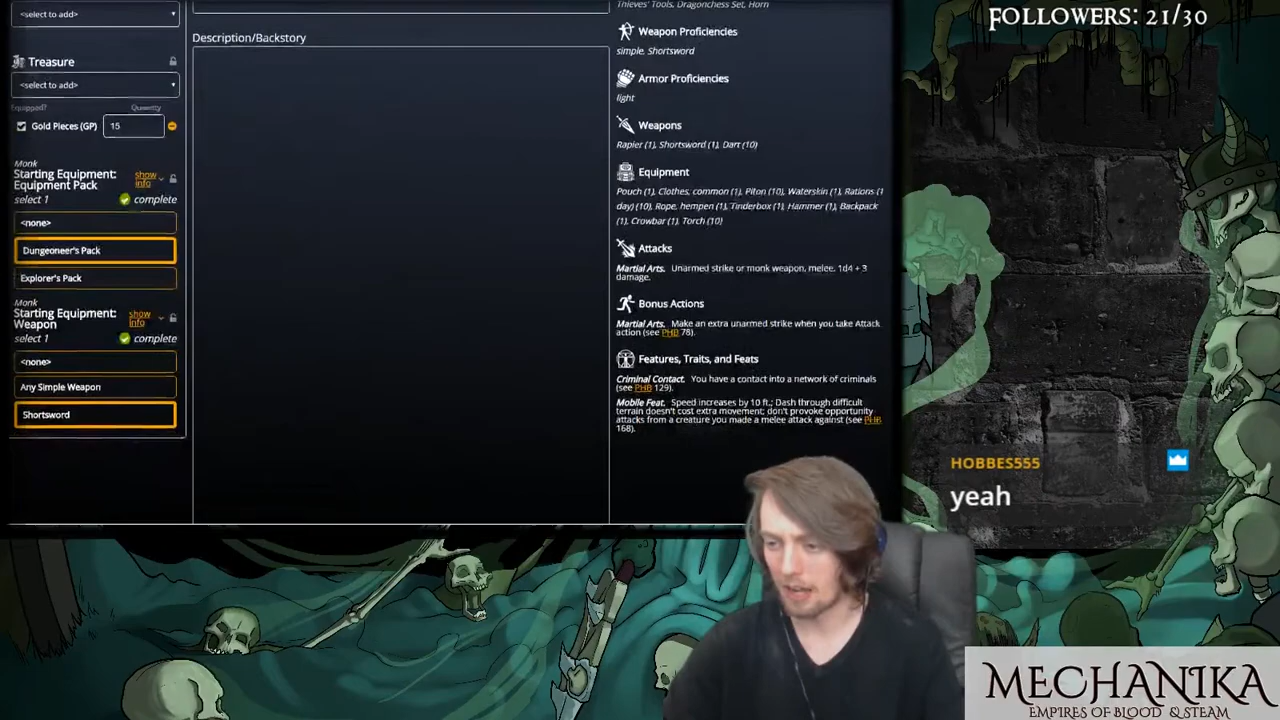 <select to add>
Treasure
<select to add>
Equipped?
Quantity
Gold Pieces (GP)
15
Monk
Starting Equipment:
Equipment Pack
show
info
select 1
complete
<none>
Dungeoneer's Pack
Explorer's Pack
Monk
Starting Equipment:
Weapon
show
info
select 1
complete
<none>
Any Simple Weapon
Shortsword
Description/Backstory
Thieves' Tools, Dragonchess Set, Horn
Weapon Proficiencies
simple, Shortsword
Armor Proficiencies
light
Weapons
Rapier (1), Shortsword (1), Dart (10)
Equipment
Pouch (1), Clothes, common (1), Piton (10), Waterskin (1), Rations (1
day) (10), Rope, hempen (1), Tinderbox (1), Hammer (1), Backpack
(1), Crowbar (1), Torch (10)
Attacks
Martial Arts. Unarmed strike or monk weapon, melee, 1d4 + 3
damage.
Bonus Actions
Martial Arts. Make an extra unarmed strike when you take Attack
action (see PHB 78).
Features, Traits, and Feats
Criminal Contact. You have a contact into a network of criminals
(see PHB 129).
Mobile Feat. Speed increases by 10 ft.; Dash through difficult
terrain doesn't cost extra movement; don't provoke opportunity
attacks from a creature you made a melee attack against (see PHB
168).
FOLLOWERS: 21/30
HOBBES555
yeah
MECHANIKA
EMPIRES OF BLOOD & STEAM